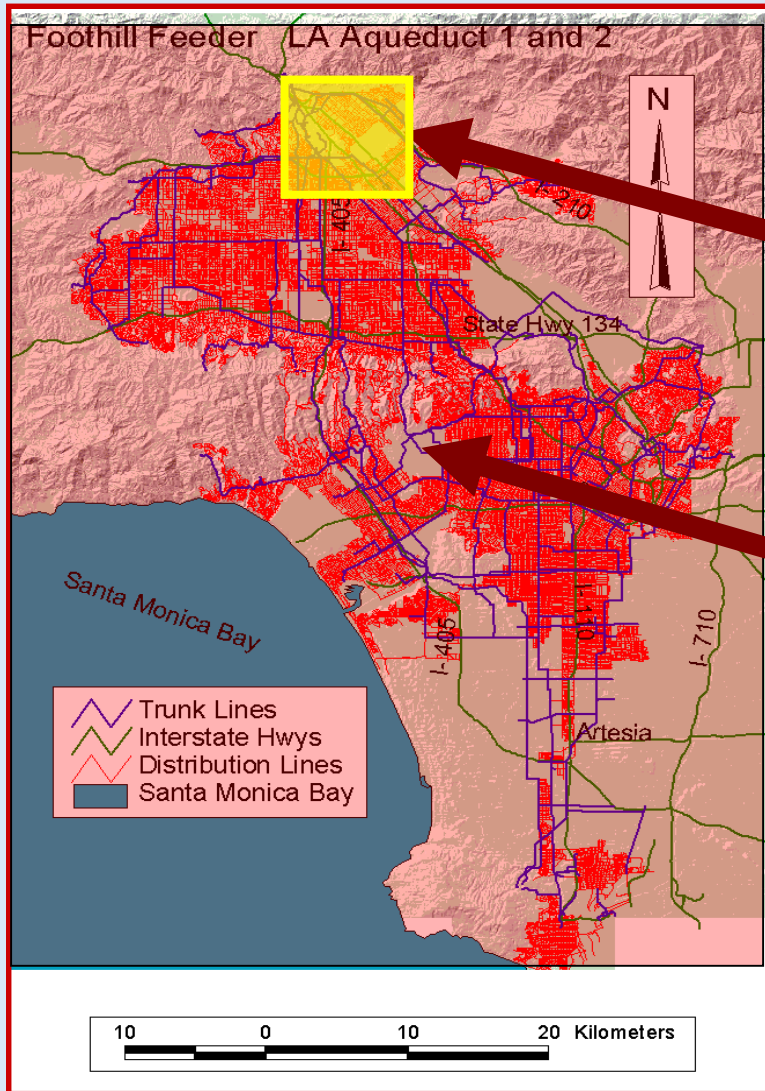 Foothill Feeder LA Aqueduct 1 and 2
N
I- 210
I- 405
State Hwy 134
Santa Monica Bay
I- 405
I- 110
I- 710
Trunk Lines
Interstate Hwys
Distribution Lines
Santa Monica Bay
Artesia
10 0 10 20 Kilometers